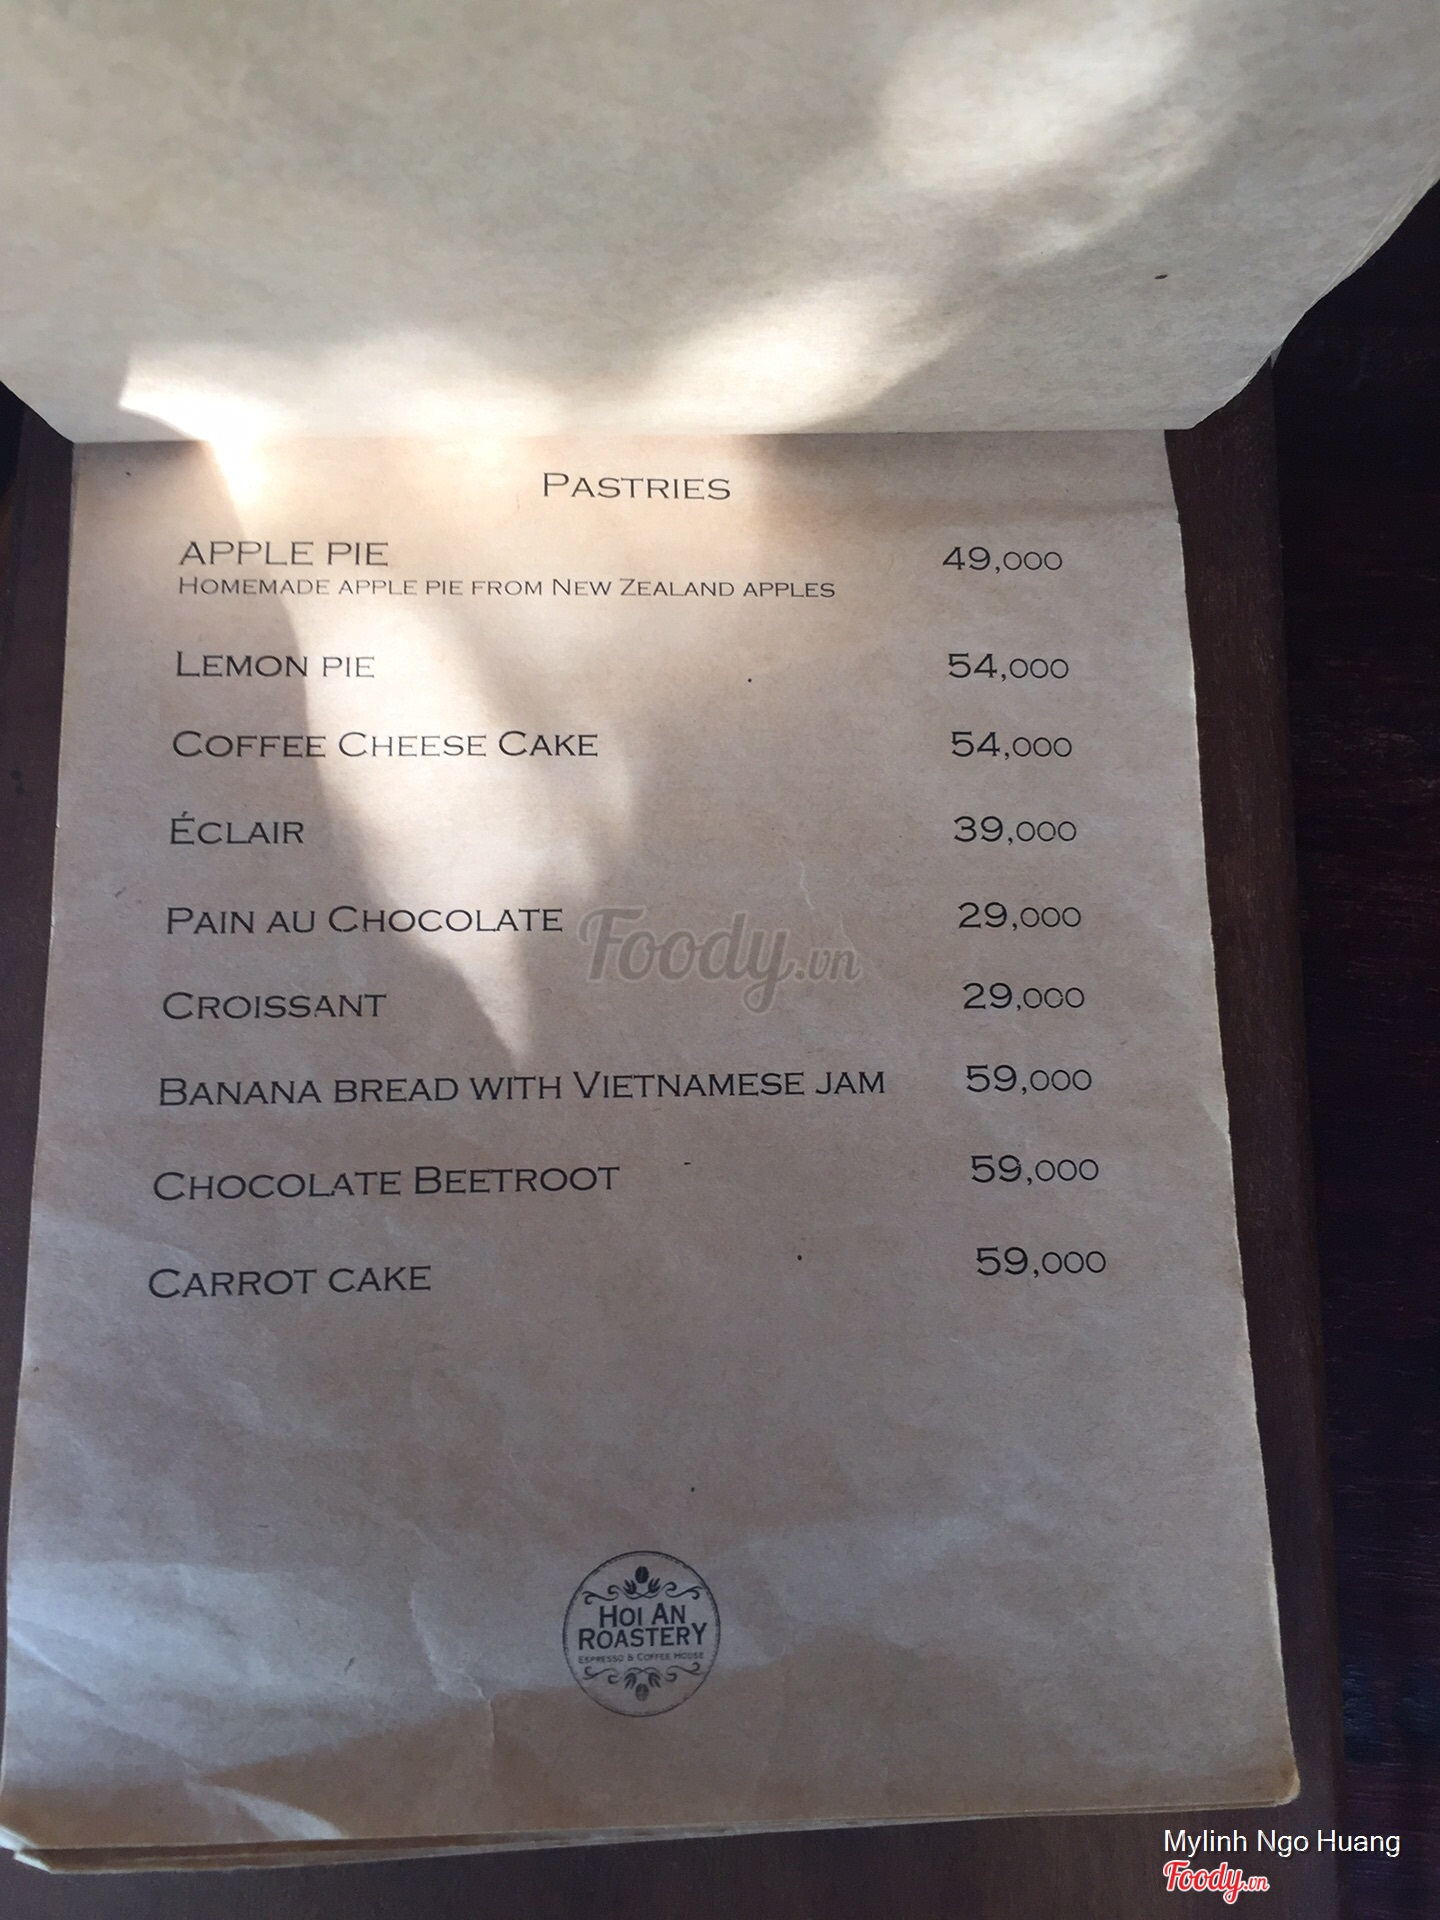 Pastries
APPLE PIE 49,000
Homemade apple pie from New Zealand apples
Lemon pie 54,000
Coffee Cheese Cake 54,000
Éclair 39,000
Pain au Chocolate 29,000
Foody.vn
Croissant 29,000
Banana bread with Vietnamese jam 59,000
Chocolate Beetroot 59,000
Carrot cake 59,000
Hoi An
Roastery
Espresso & Coffee House
Mylinh Ngo Huang
Foody.vn